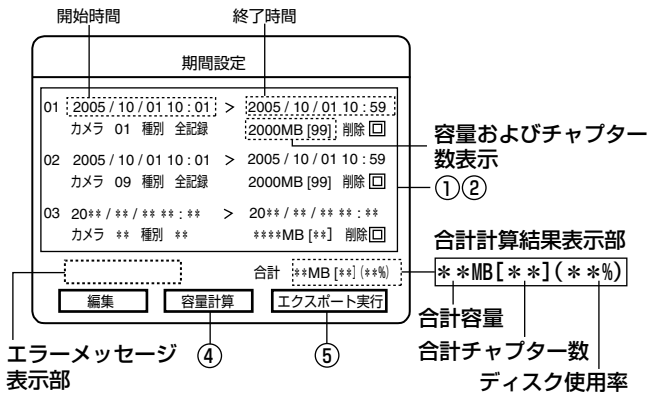 開始時間
終了時間
期間設定
01 2005 / 10 / 01 10 : 01 > 2005 / 10 / 01 10 : 59
カメラ 01 種別 全記録 2000MB [99] 削除
02 2005 / 10 / 01 10 : 01 > 2005 / 10 / 01 10 : 59
カメラ 09 種別 全記録 2000MB [99] 削除
03 20** / ** / ** ** : ** > 20** / ** / ** ** : **
カメラ ** 種別 ** ****MB [**] 削除
合計 **MB [**] (**%)
編集 容量計算 エクスポート実行
容量およびチャプター
数表示
①②
合計計算結果表示部
**MB[**](**%)
合計容量
合計チャプター数
ディスク使用率
エラーメッセージ
表示部
④
⑤